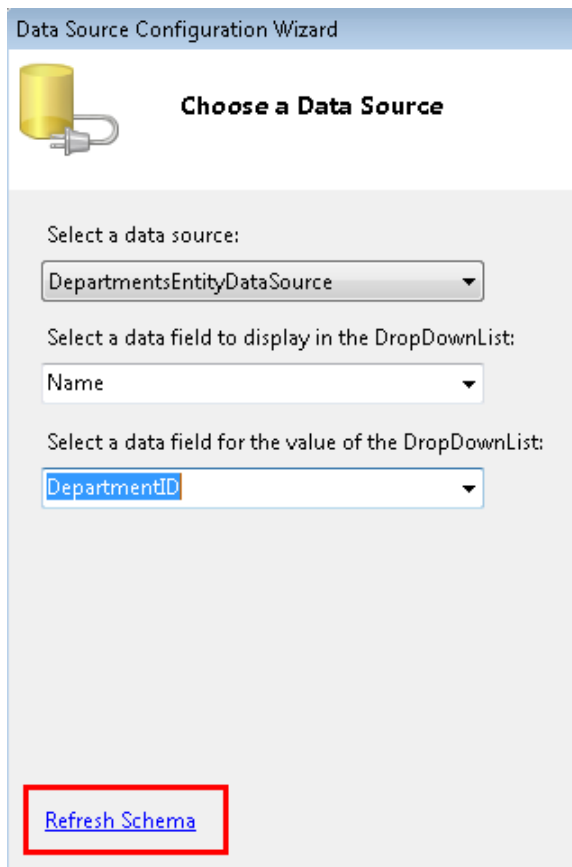 Data Source Configuration Wizard
Choose a Data Source
Select a data source:
DepartmentsEntityDataSource
Select a data field to display in the DropDownList:
Name
Select a data field for the value of the DropDownList:
DepartmentID
Refresh Schema